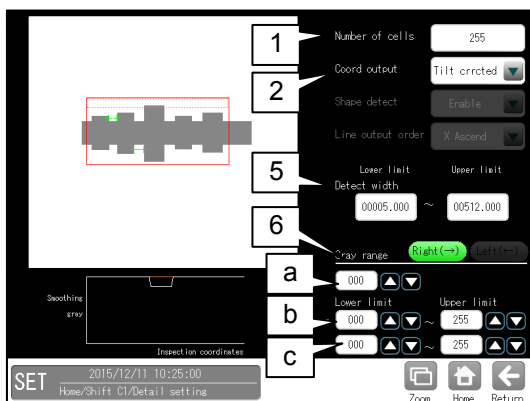 1
Number of cells
255
2
Coord output
Tilt crrcted
Shape detect
Enable
Line output order
X Ascend
5
Lower limit
Upper limit
Detect width
00005.000 ~ 00512.000
6
Gray range
Right(→)
Left(←)
a
000
Lower limit
Upper limit
b
000 ~ 255
c
000 ~ 255
Smoothing
gray
Inspection coordinates
SET
2015/12/11 10:25:00
Home/Shift C1/Detail setting
Zoom
Home
Return